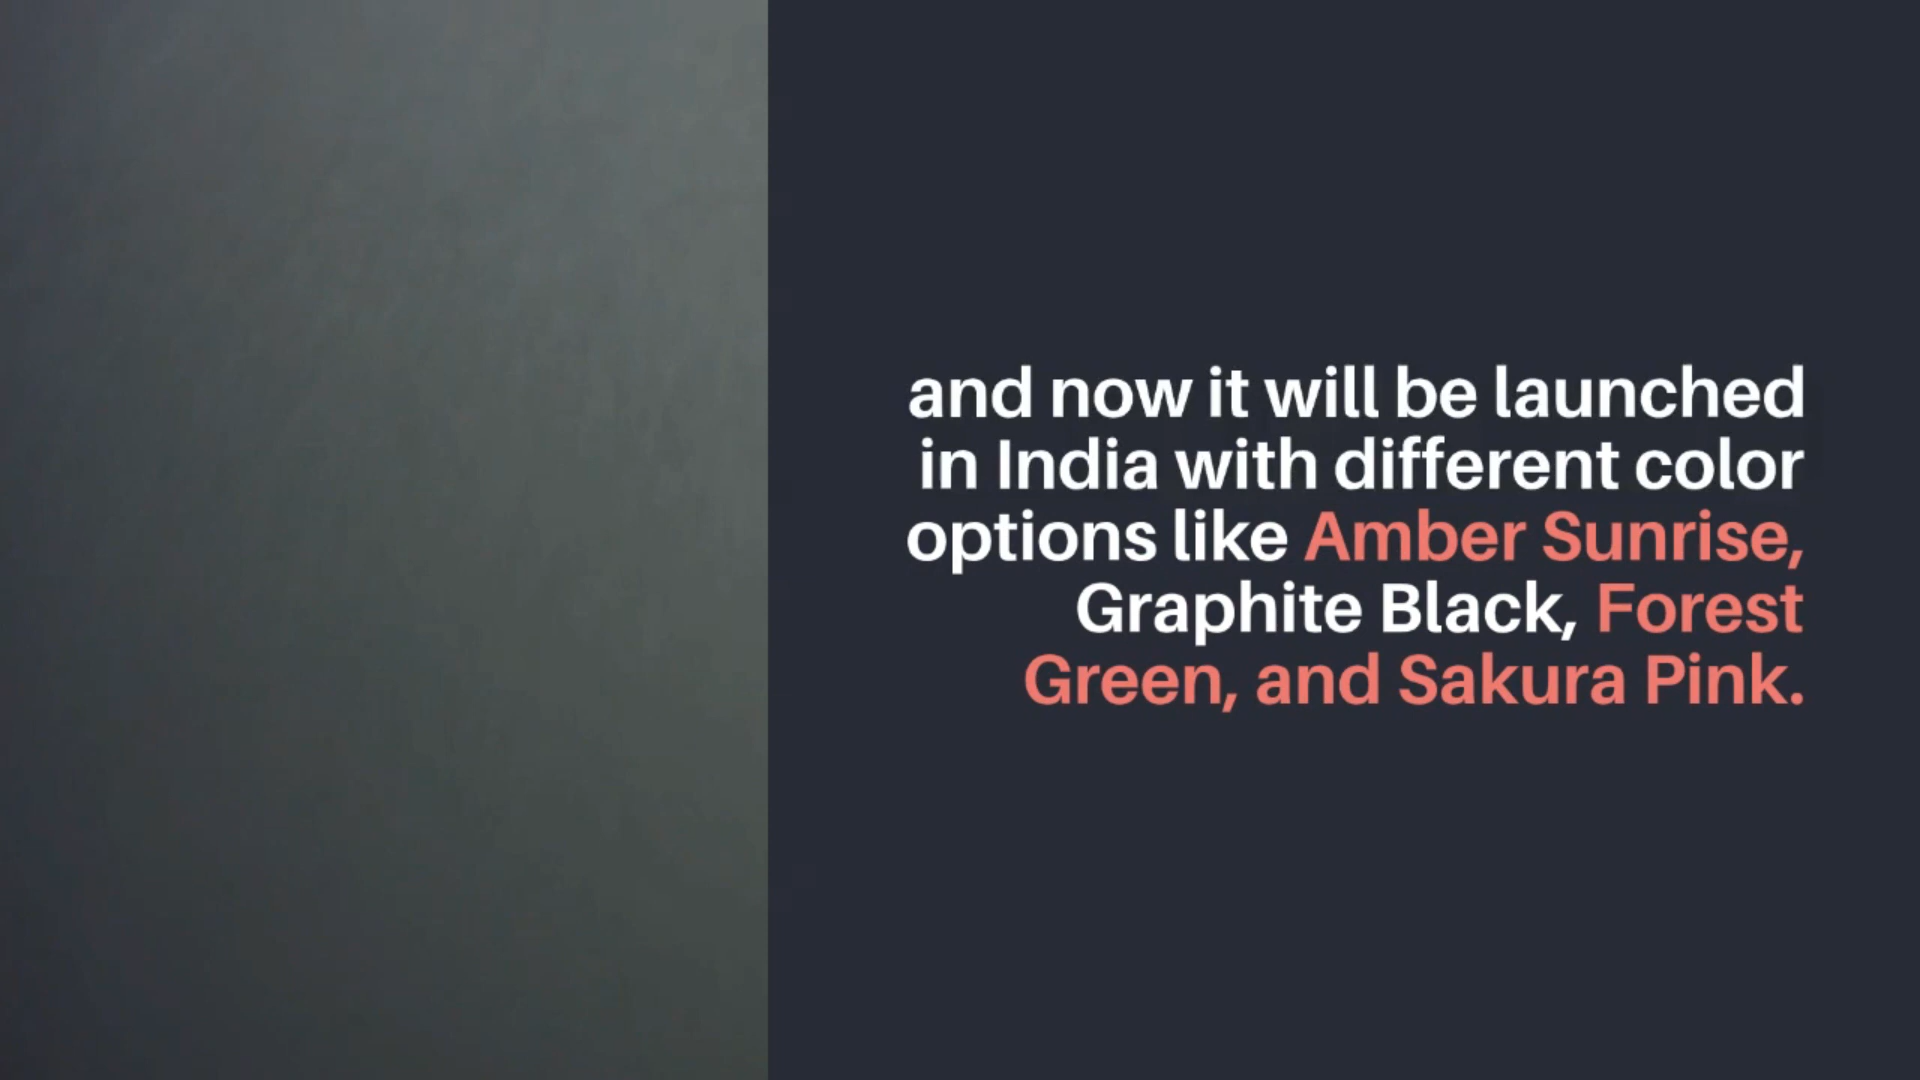 and now it will be launched
in India with different color
options like Amber Sunrise,
Graphite Black, Forest
Green, and Sakura Pink.